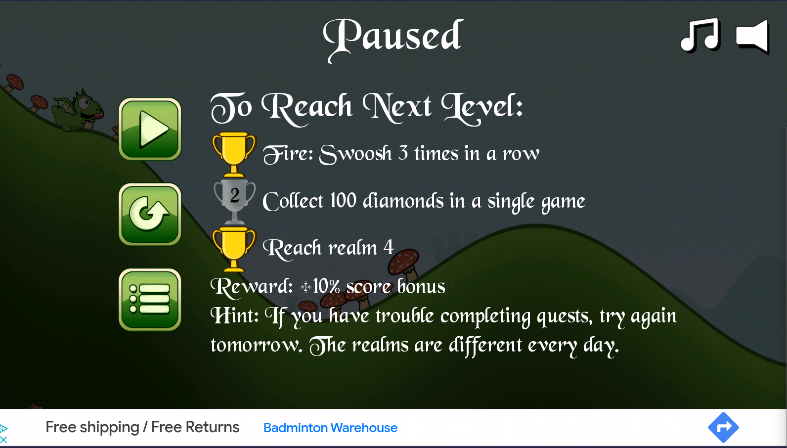 Paused
To Reach Next Level:
Fire: Swoosh 3 times in a row
2
Collect 100 diamonds in a single game
Reach realm 4
Reward: +10% score bonus
Hint: If you have trouble completing quests, try again
tomorrow. The realms are different every day.
Free shipping / Free Returns Badminton Warehouse